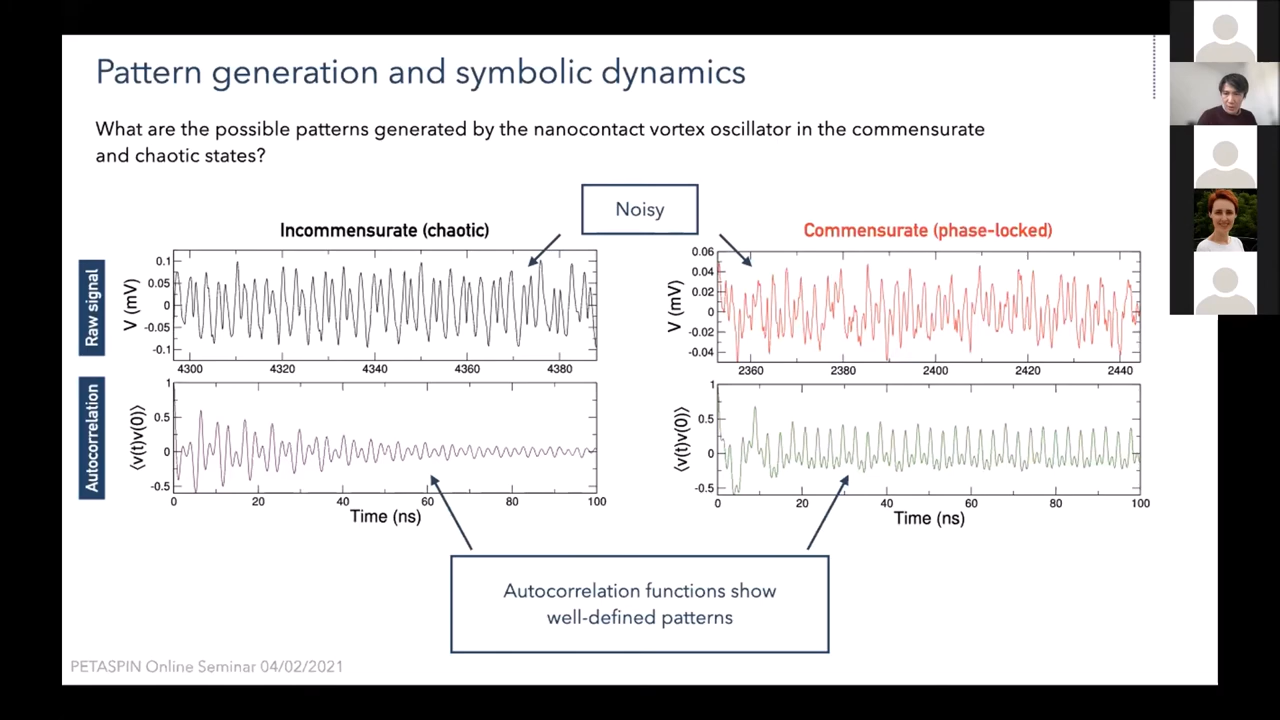 Pattern generation and symbolic dynamics
What are the possible patterns generated by the nanocontact vortex oscillator in the commensurate
and chaotic states?
Noisy
Incommensurate (chaotic)
Commensurate (phase-locked)
Raw signal
V (mV)
0.1
0.05
0
-0.05
-0.1
4300 4320 4340 4360 4380
V (mV)
0.06
0.04
0.02
0
-0.02
-0.04
2360 2380 2400 2420 2440
Autocorrelation
⟨v(t)v(0)⟩
1
0.5
0
-0.5
0 20 40 60 80 100
Time (ns)
⟨v(t)v(0)⟩
1
0.5
0
-0.5
0 20 40 60 80 100
Time (ns)
Autocorrelation functions show
well-defined patterns
PETASPIN Online Seminar 04/02/2021